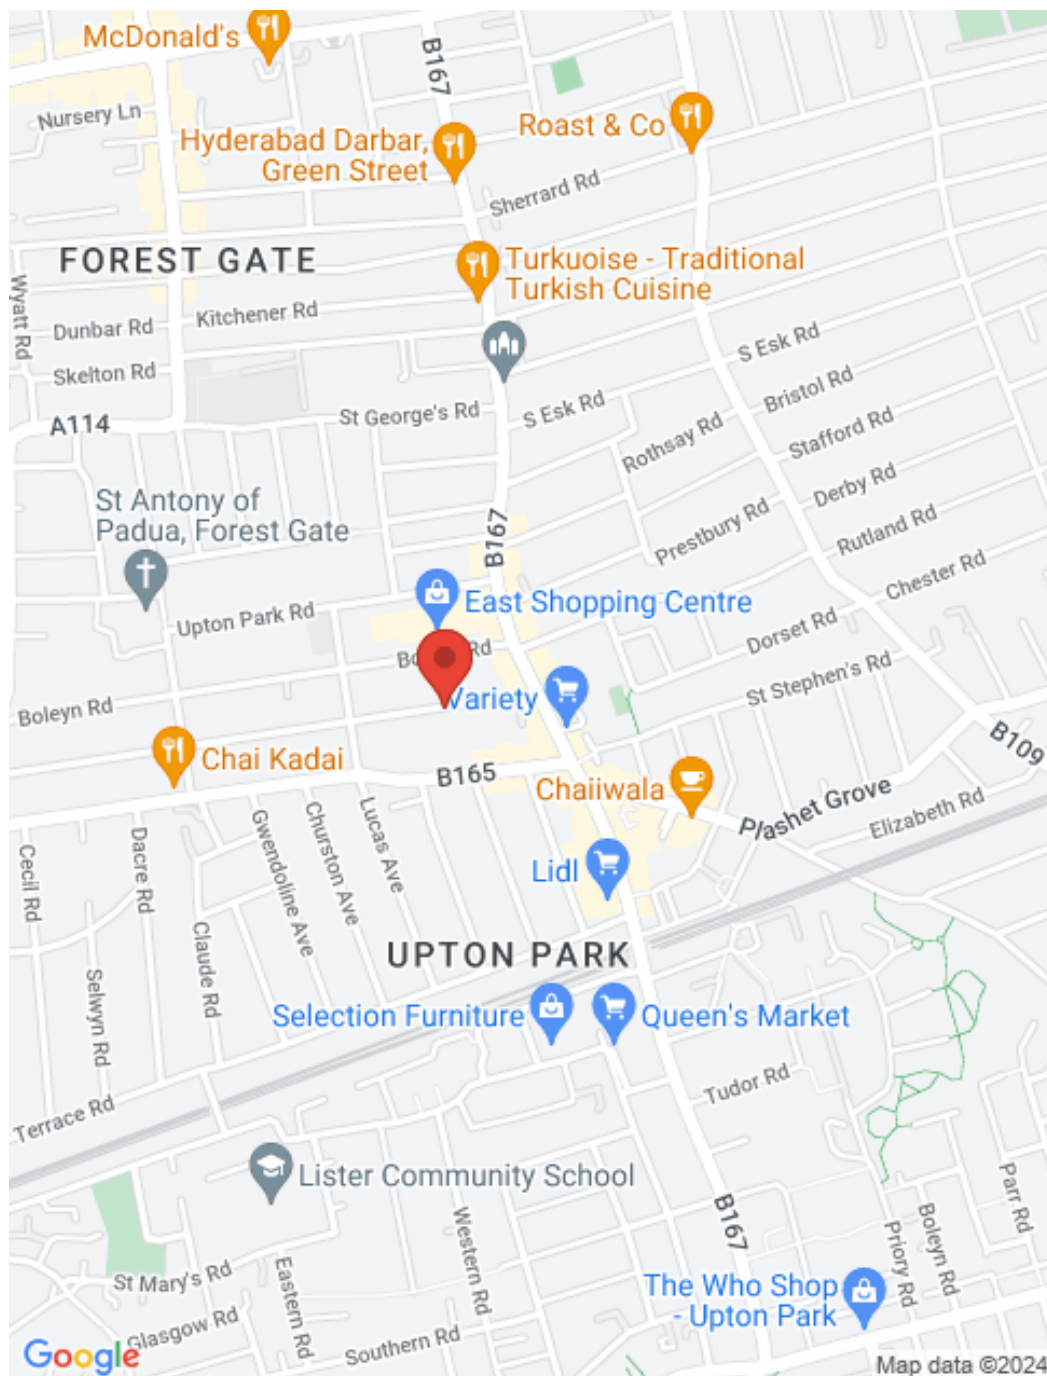 McDonald's
B167
Nursery Ln
Hyderabad Darbar,
Green Street
Roast & Co
Sherrard Rd
FOREST GATE
Turkuoise - Traditional
Turkish Cuisine
Wyatt Rd
Dunbar Rd
Kitchener Rd
Skelton Rd
S Esk Rd
A114
St George's Rd
S Esk Rd
Bristol Rd
Rothsay Rd
Stafford Rd
St Antony of
Padua, Forest Gate
Derby Rd
B167
Prestbury Rd
Rutland Rd
Chester Rd
Upton Park Rd
East Shopping Centre
Dorset Rd
Rd
St Stephen's Rd
Boleyn Rd
Variety
B109
Chai Kadai
B165
Chaiiwala
Plashet Grove
Elizabeth Rd
Cecil Rd
Dacre Rd
Gwendoline Ave
Churston Ave
Lucas Ave
Lidl
Claude Rd
UPTON PARK
Selwyn Rd
Selection Furniture
Queen's Market
Tudor Rd
Terrace Rd
Lister Community School
Parr Rd
Western Rd
B167
Priory Rd
Boleyn Rd
St Mary's Rd
Eastern Rd
The Who Shop
- Upton Park
Glasgow Rd
Southern Rd
Google
Map data ©2024